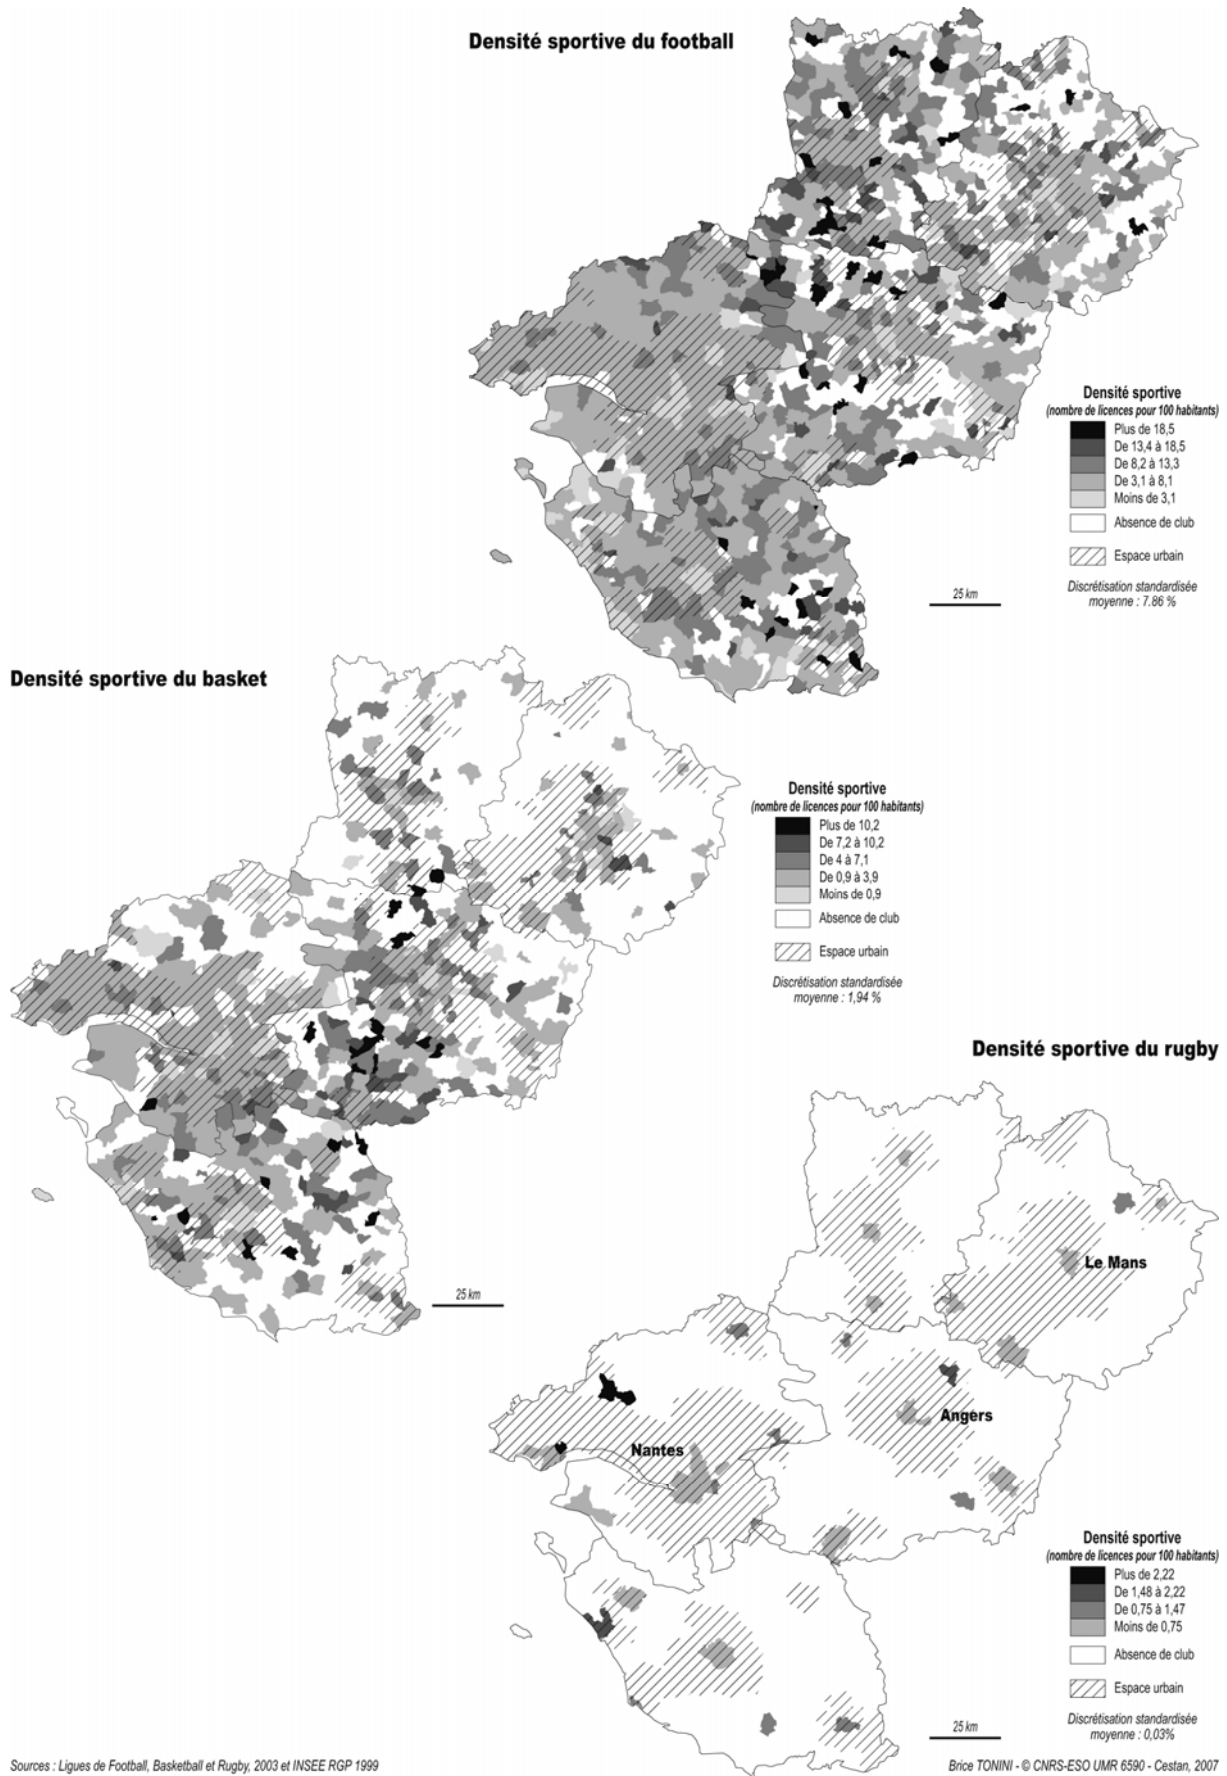 Densité sportive du football
Densité sportive
(nombre de licences pour 100 habitants)
Plus de 18,5
De 13,4 à 18,5
De 8,2 à 13,3
De 3,1 à 8,1
Moins de 3,1
Absence de club
Espace urbain
Discrétisation standardisée
moyenne : 7.86 %
25 km
Densité sportive du basket
Densité sportive
(nombre de licences pour 100 habitants)
Plus de 10,2
De 7,2 à 10,2
De 4 à 7,1
De 0,9 à 3,9
Moins de 0,9
Absence de club
Espace urbain
Discrétisation standardisée
moyenne : 1,94 %
25 km
Densité sportive du rugby
Le Mans
Angers
Nantes
Densité sportive
(nombre de licences pour 100 habitants)
Plus de 2,22
De 1,48 à 2,22
De 0,75 à 1,47
Moins de 0,75
Absence de club
Espace urbain
Discrétisation standardisée
moyenne : 0,03%
25 km
Sources : Ligues de Football, Basketball et Rugby, 2003 et INSEE RGP 1999
Brice TONINI - © CNRS-ESO UMR 6590 - Cestan, 2007